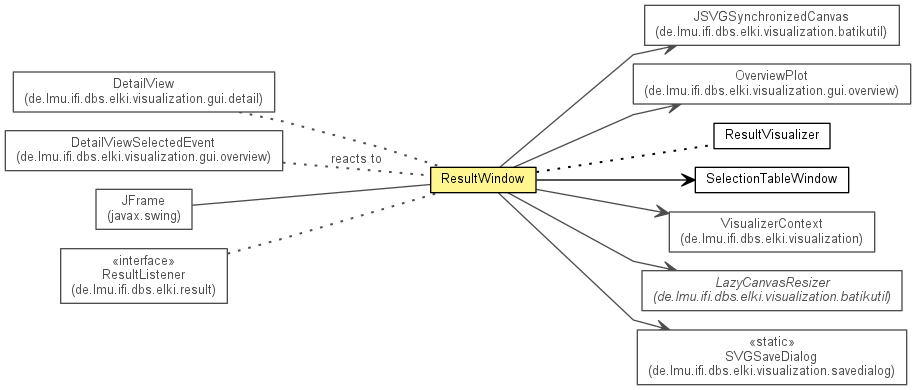 JSVGSynchronizedCanvas
(de.lmu.ifi.dbs.elki.visualization.batikutil)
OverviewPlot
(de.lmu.ifi.dbs.elki.visualization.gui.overview)
DetailView
(de.lmu.ifi.dbs.elki.visualization.gui.detail)
ResultVisualizer
DetailViewSelectedEvent
(de.lmu.ifi.dbs.elki.visualization.gui.overview)
reacts to
ResultWindow
SelectionTableWindow
JFrame
(javax.swing)
VisualizerContext
(de.lmu.ifi.dbs.elki.visualization)
«interface»
ResultListener
(de.lmu.ifi.dbs.elki.result)
LazyCanvasResizer
(de.lmu.ifi.dbs.elki.visualization.batikutil)
«static»
SVGSaveDialog
(de.lmu.ifi.dbs.elki.visualization.savedialog)